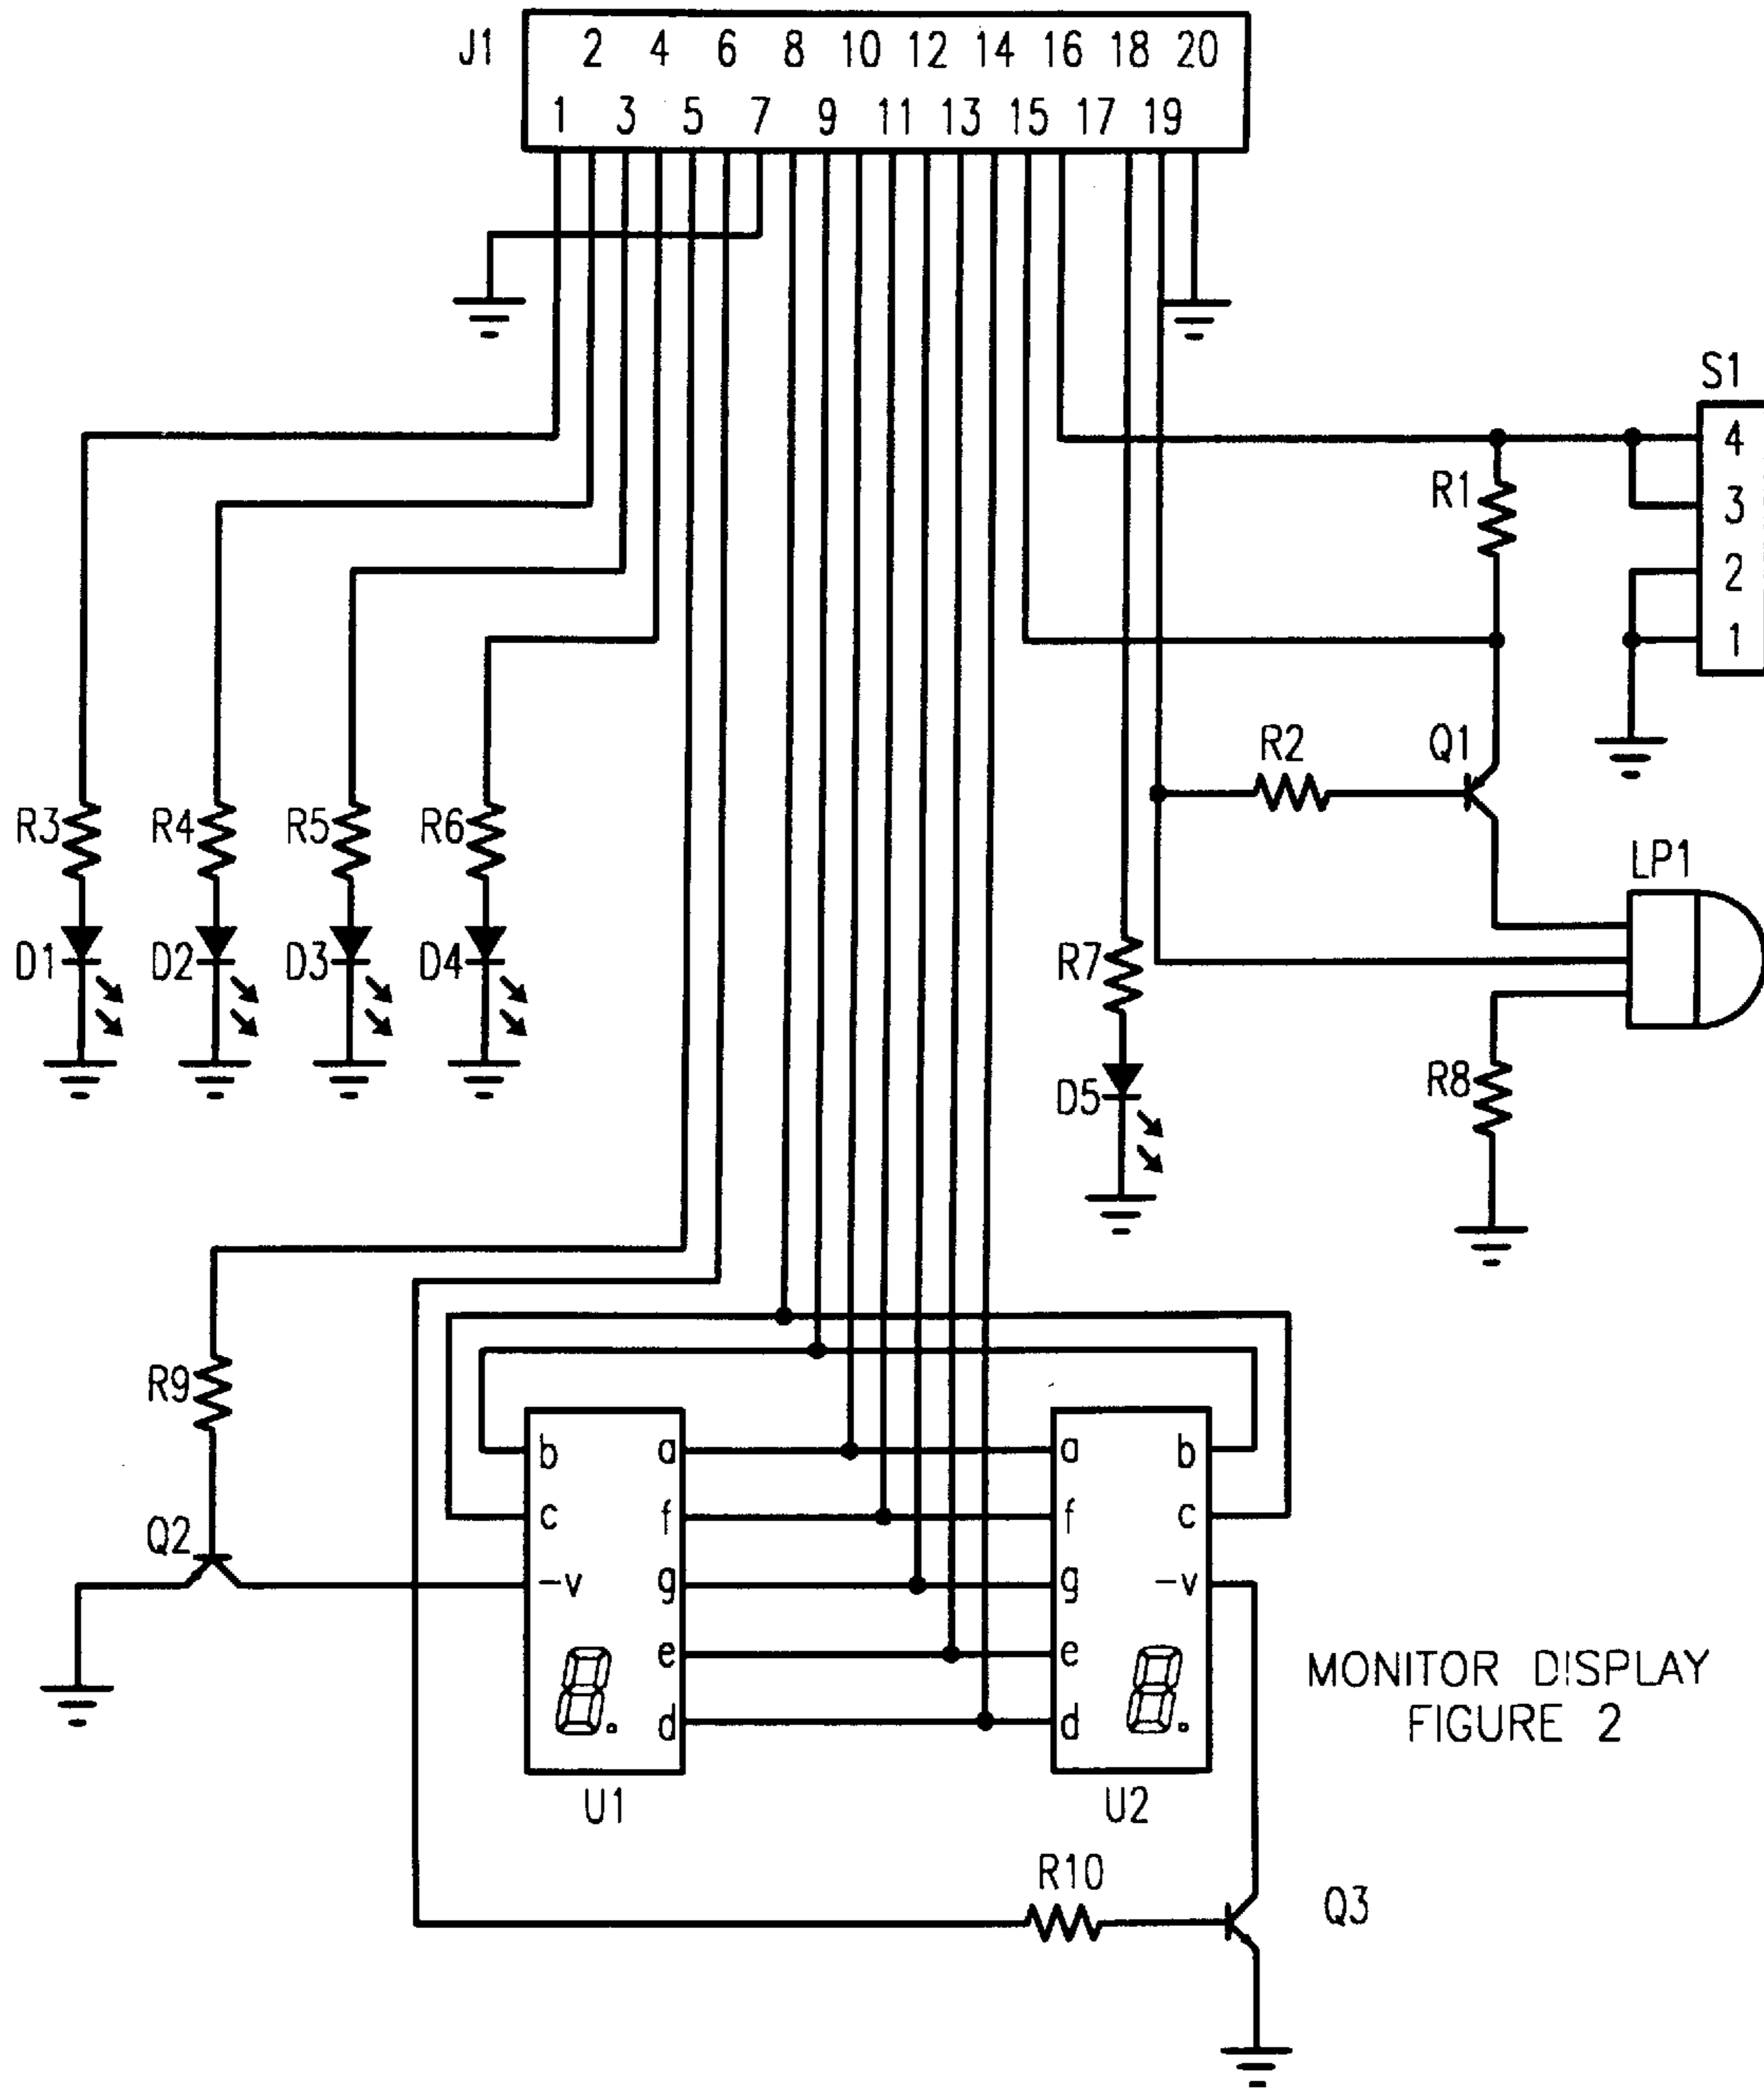 J1
2 4 6 8 10 12 14 16 18 20
1 3 5 7 9 11 13 15 17 19
S1
4
3
2
1
R1
R2 Q1
R3 R4 R5 R6
LP1
D1 D2 D3 D4
R7
D5
R8
R9
b a a b
c f f c
Q2
-v g g -v
e e
d d
MONITOR DISPLAY
FIGURE 2
U1 U2
R10
Q3